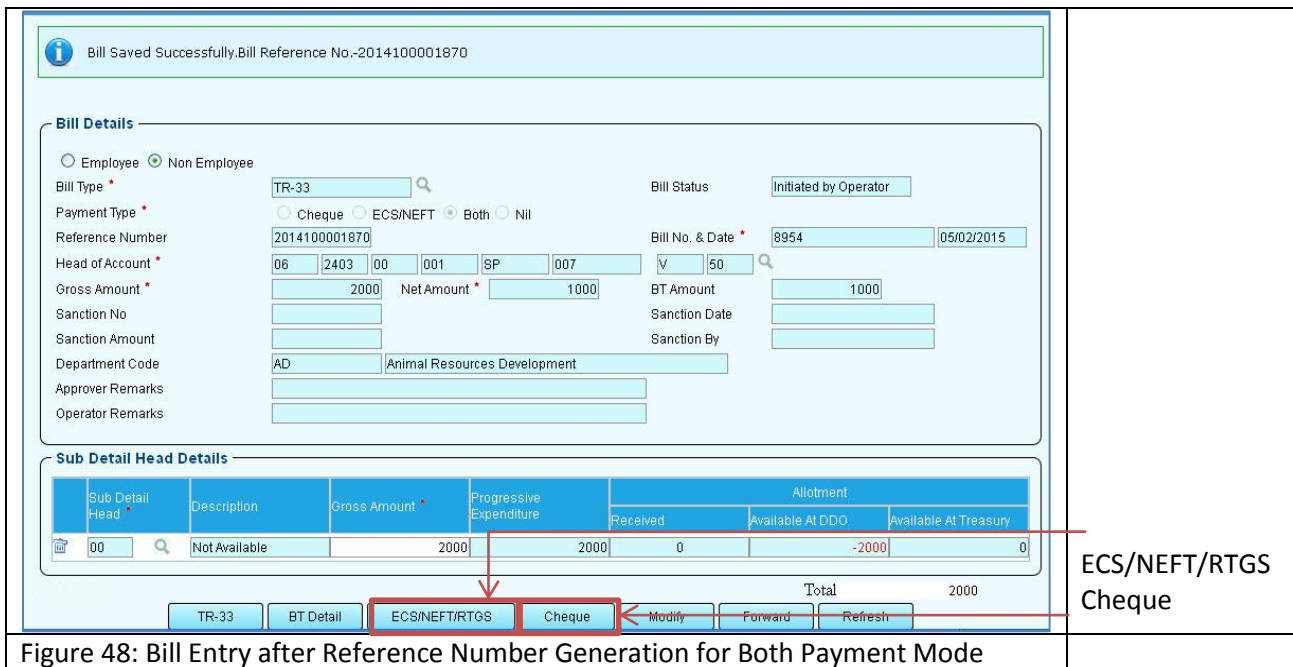 Bill Saved Successfully.Bill Reference No.-2014100001870
Bill Details
Employee Non Employee
Bill Type * TR-33 Bill Status Initiated by Operator
Payment Type * Cheque ECS/NEFT Both Nil
Reference Number 2014100001870 Bill No. & Date * 8954 05/02/2015
Head of Account * 06 2403 00 001 SP 007 V 50
Gross Amount * 2000 Net Amount * 1000 BT Amount 1000
Sanction No Sanction Date
Sanction Amount Sanction By
Department Code AD Animal Resources Development
Approver Remarks
Operator Remarks
Sub Detail Head Details
Sub Detail Head * Description Gross Amount * Progressive Expenditure Allotment
Received Available At DDO Available At Treasury
00 Not Available 2000 2000 0 -2000 0
Total 2000
TR-33 BT Detail ECS/NEFT/RTGS Cheque Modify Forward Refresh
ECS/NEFT/RTGS
Cheque
Figure 48: Bill Entry after Reference Number Generation for Both Payment Mode